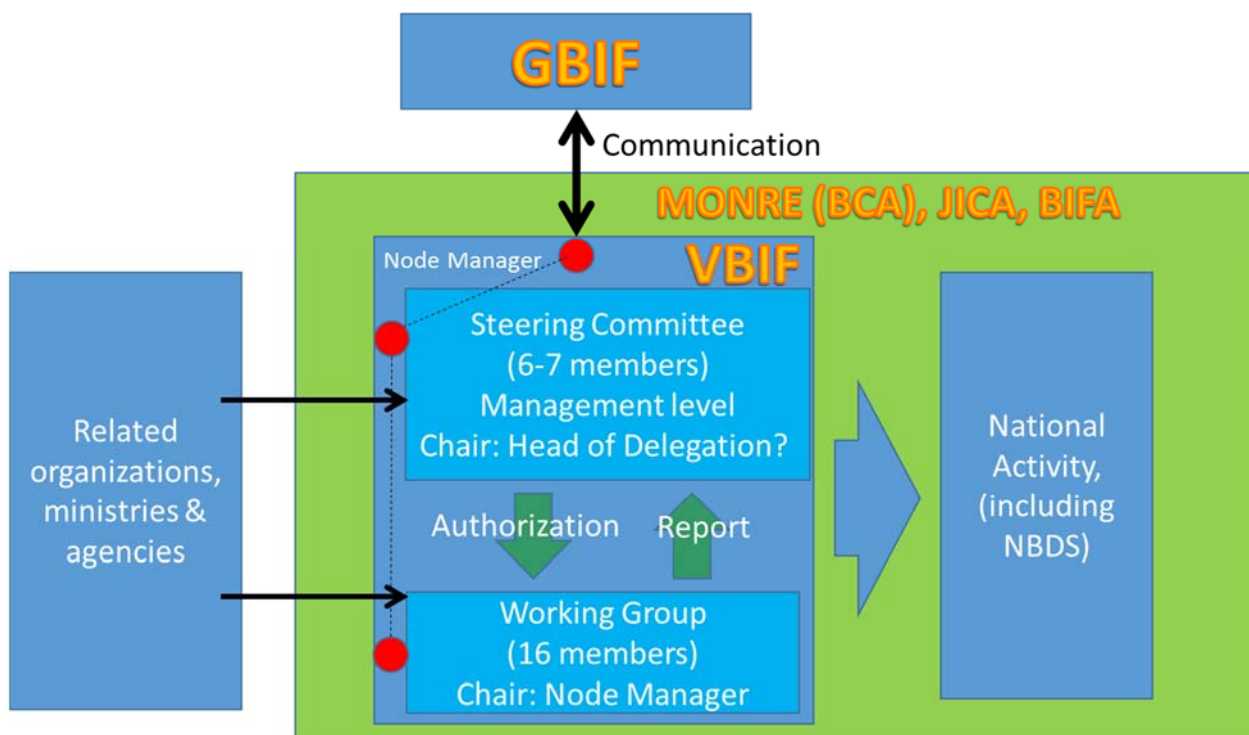 GBIF
Communication
MONRE (BCA), JICA, BIFA
Node Manager
VBIF
Steering Committee
(6-7 members)
Management level
Chair: Head of Delegation?
Related
organizations,
ministries &
agencies
Authorization
Report
Working Group
(16 members)
Chair: Node Manager
National
Activity,
(including
NBDS)